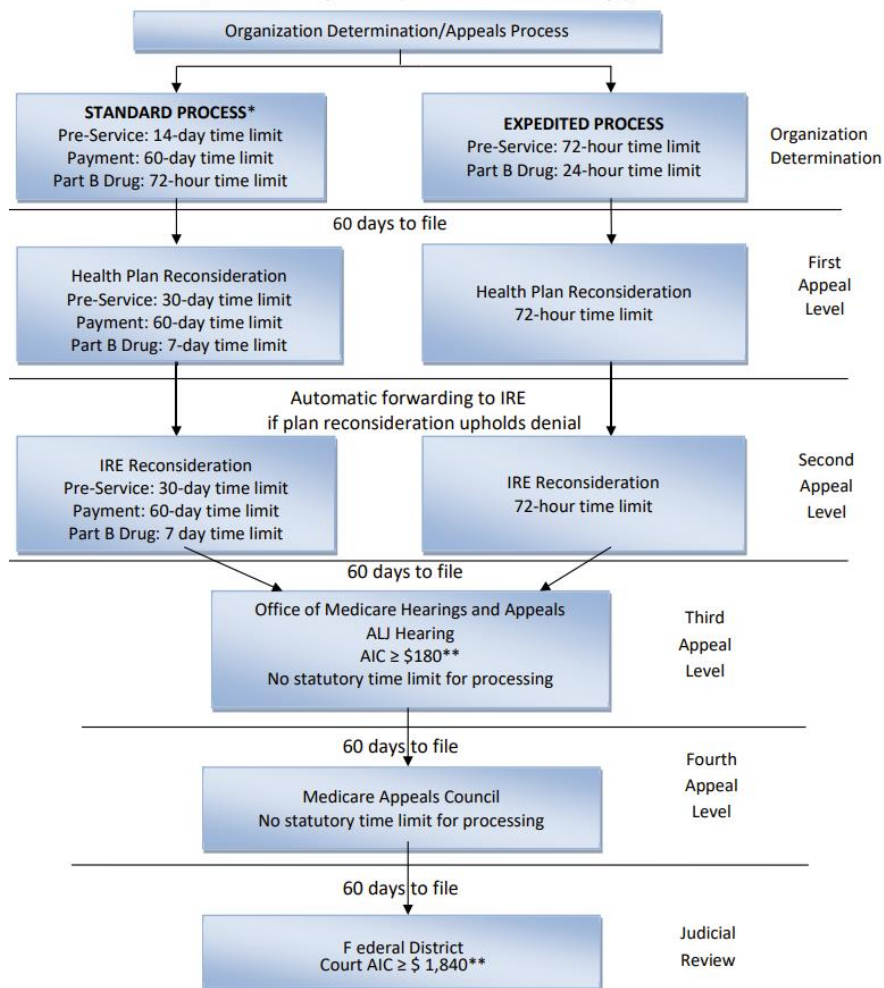 Organization Determination/Appeals Process
STANDARD PROCESS*
Pre-Service: 14-day time limit
Payment: 60-day time limit
Part B Drug: 72-hour time limit
EXPEDITED PROCESS
Pre-Service: 72-hour time limit
Part B Drug: 24-hour time limit
Organization
Determination
60 days to file
Health Plan Reconsideration
Pre-Service: 30-day time limit
Payment: 60-day time limit
Part B Drug: 7-day time limit
Health Plan Reconsideration
72-hour time limit
First
Appeal
Level
Automatic forwarding to IRE
if plan reconsideration upholds denial
IRE Reconsideration
Pre-Service: 30-day time limit
Payment: 60-day time limit
Part B Drug: 7 day time limit
IRE Reconsideration
72-hour time limit
Second
Appeal
Level
60 days to file
Office of Medicare Hearings and Appeals
ALJ Hearing
AIC ≥ $180**
No statutory time limit for processing
Third
Appeal
Level
60 days to file
Medicare Appeals Council
No statutory time limit for processing
Fourth
Appeal
Level
60 days to file
F ederal District
Court AIC ≥ $ 1,840**
Judicial
Review